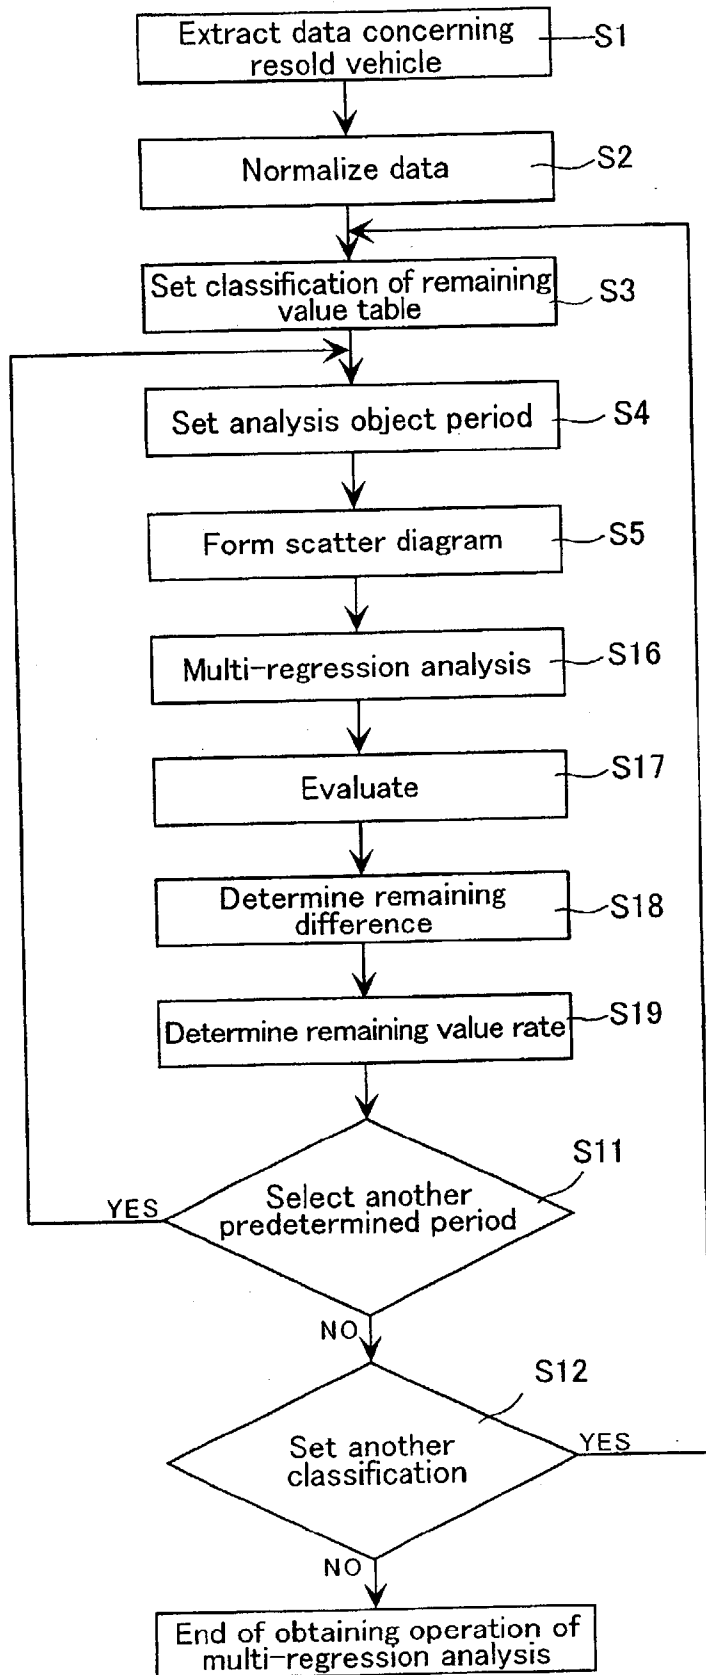 Extract data concerning
resold vehicle
S1
Normalize data
S2
Set classification of remaining
value table
S3
Set analysis object period
S4
Form scatter diagram
S5
Multi-regression analysis
S16
Evaluate
S17
Determine remaining
difference
S18
Determine remaining value rate
S19
S11
Select another
predetermined period
YES
NO
S12
Set another
classification
YES
NO
End of obtaining operation of
multi-regression analysis